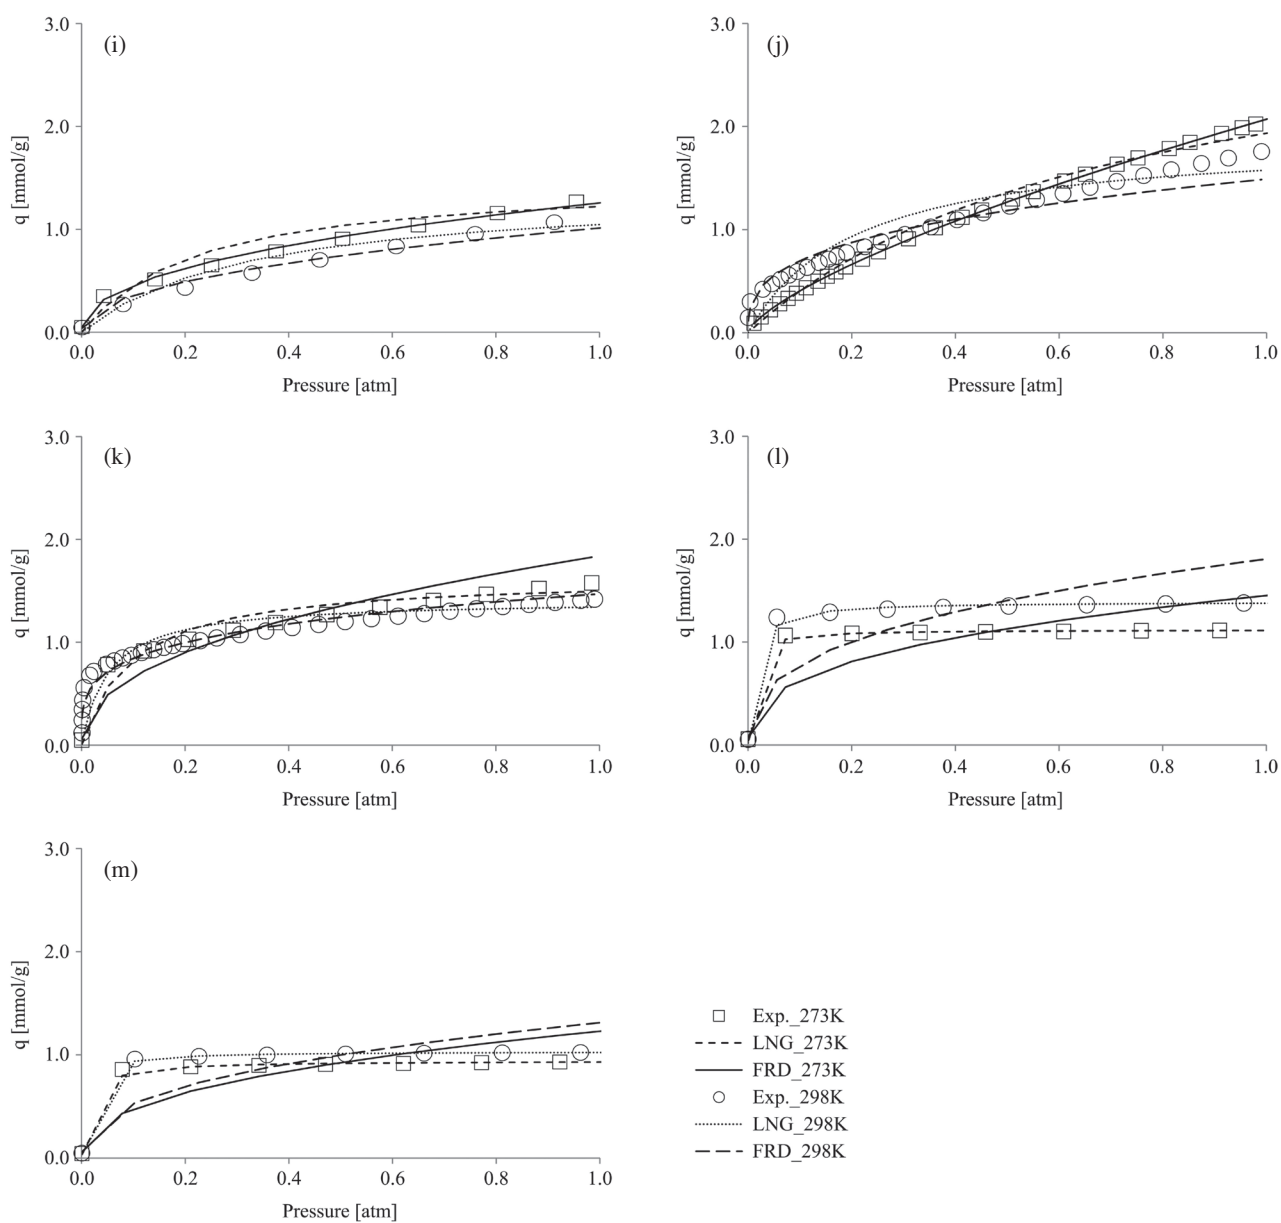 (i)
3.0
2.0
1.0
0.0
q [mmol/g]
0.0 0.2 0.4 0.6 0.8 1.0
Pressure [atm]
(j)
3.0
2.0
1.0
0.0
q [mmol/g]
0.0 0.2 0.4 0.6 0.8 1.0
Pressure [atm]
(k)
3.0
2.0
1.0
0.0
q [mmol/g]
0.0 0.2 0.4 0.6 0.8 1.0
Pressure [atm]
(l)
3.0
2.0
1.0
0.0
q [mmol/g]
0.0 0.2 0.4 0.6 0.8 1.0
Pressure [atm]
(m)
3.0
2.0
1.0
0.0
q [mmol/g]
0.0 0.2 0.4 0.6 0.8 1.0
Pressure [atm]
Exp._273K
LNG_273K
FRD_273K
Exp._298K
LNG_298K
FRD_298K